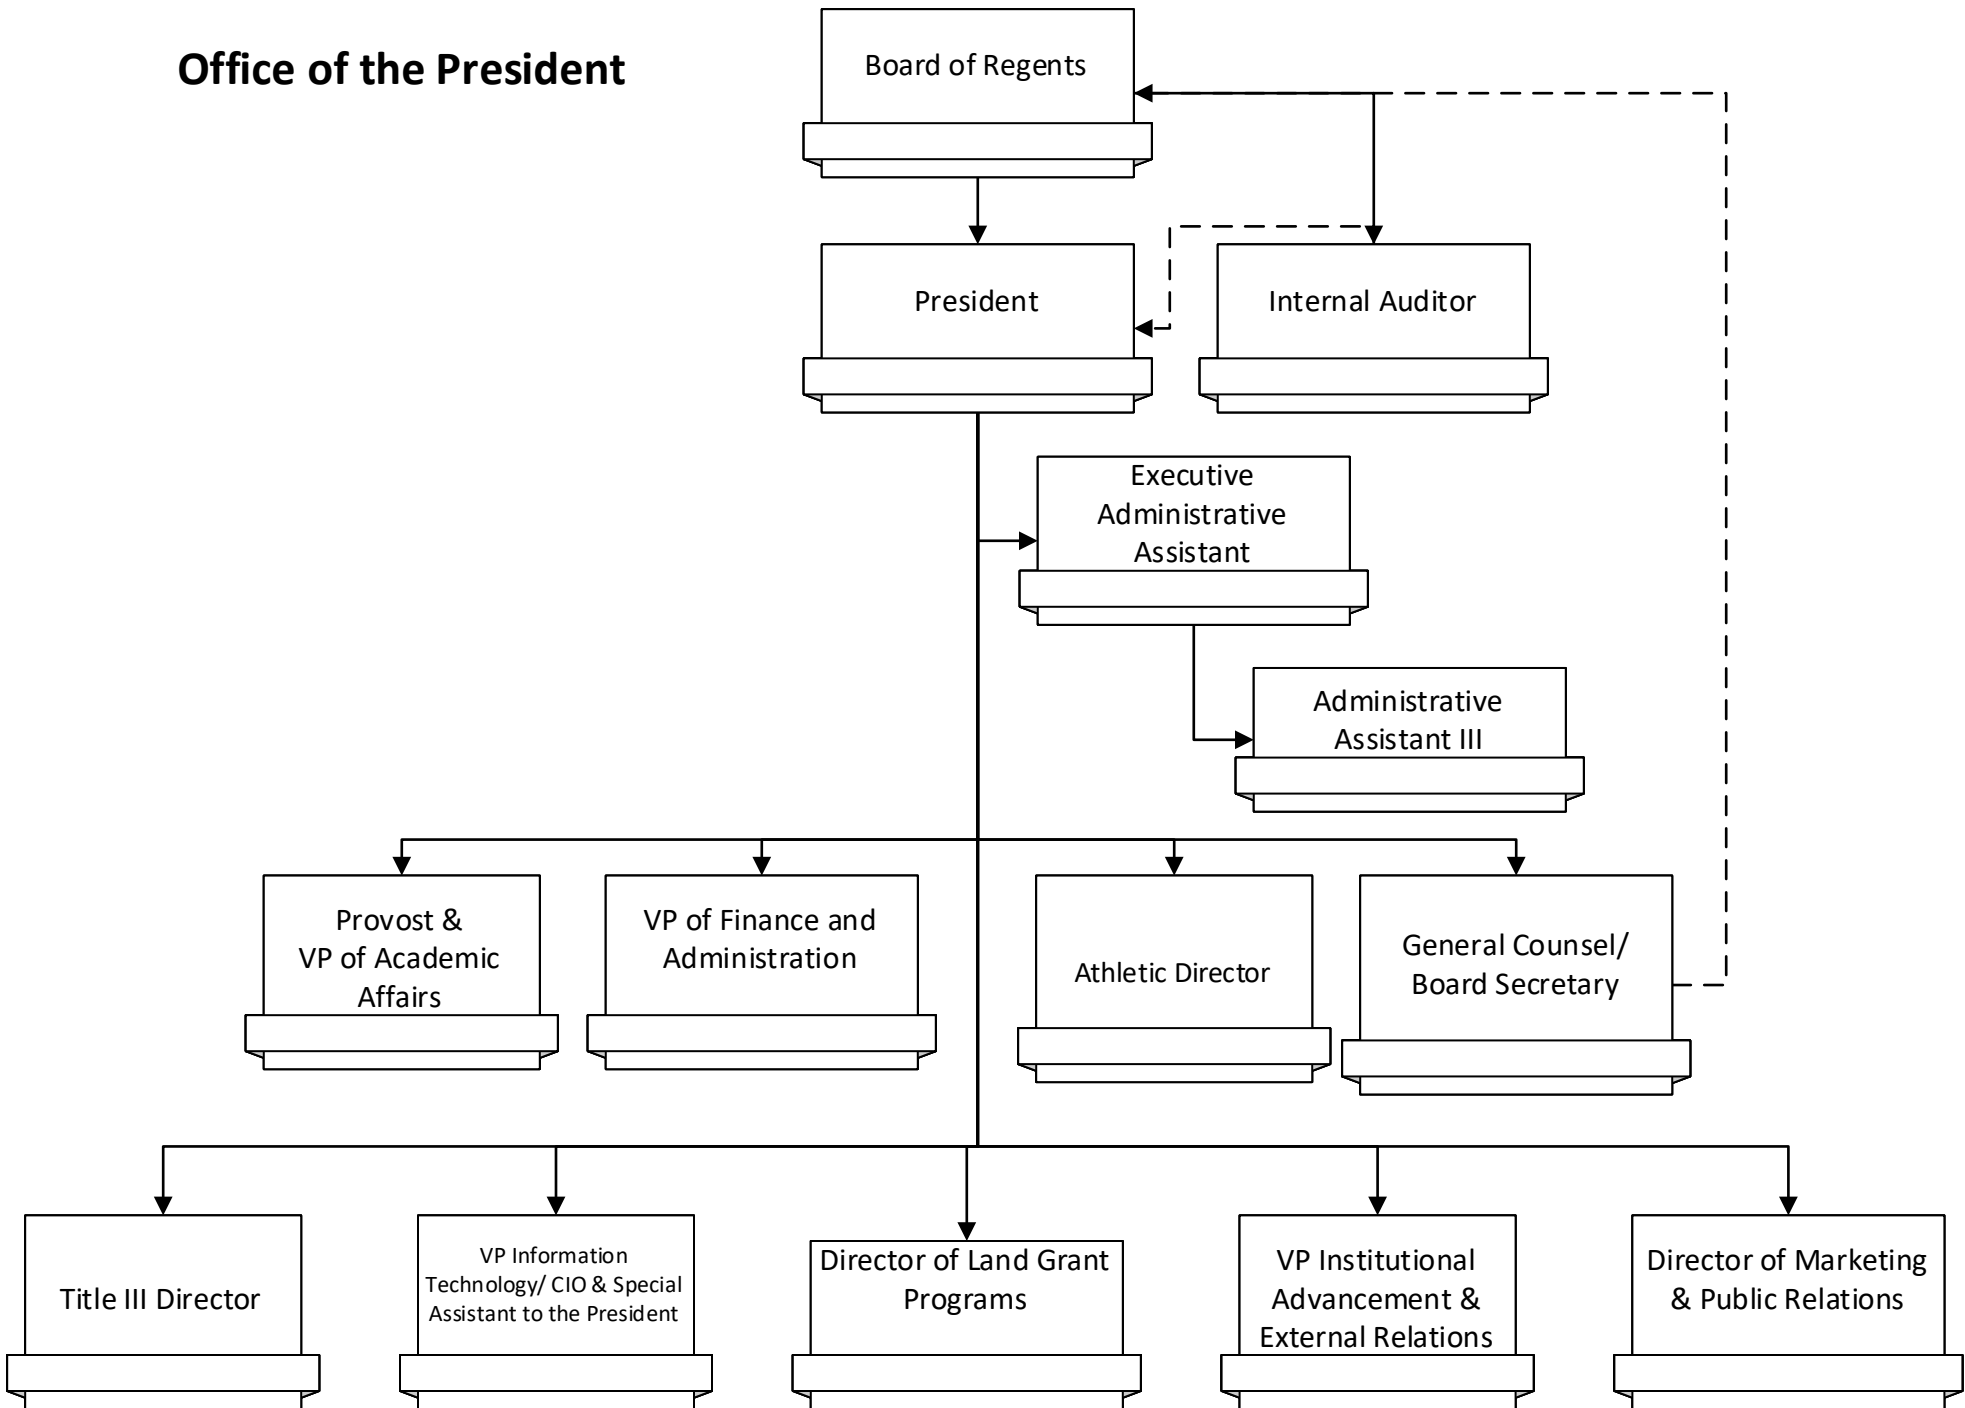 Office of the President
Board of Regents
President
Internal Auditor
Executive
Administrative
Assistant
Administrative
Assistant III
Provost &
VP of Academic
Affairs
VP of Finance and
Administration
Athletic Director
General Counsel/
Board Secretary
Title III Director
VP Information
Technology/ CIO & Special
Assistant to the President
Director of Land Grant
Programs
VP Institutional
Advancement &
External Relations
Director of Marketing
& Public Relations